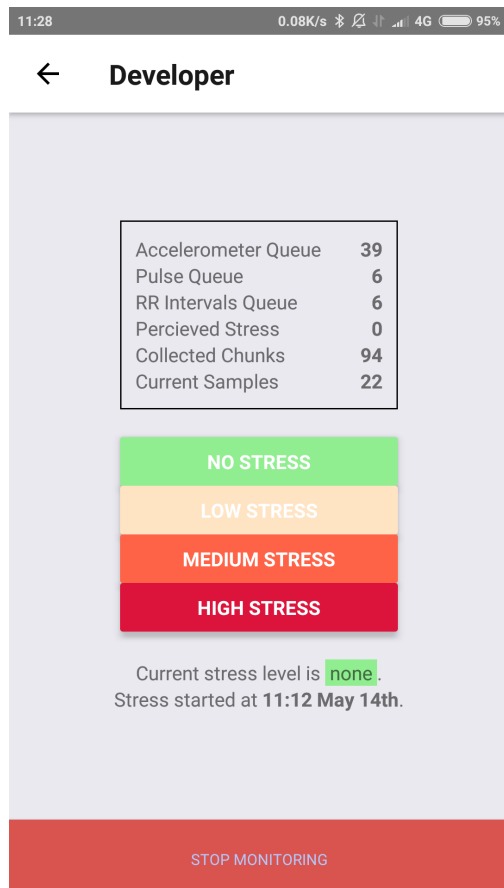 11:28 0.08K/s 4G 95%
Developer
Accelerometer Queue 39
Pulse Queue 6
RR Intervals Queue 6
Percieved Stress 0
Collected Chunks 94
Current Samples 22
NO STRESS
LOW STRESS
MEDIUM STRESS
HIGH STRESS
Current stress level is none.
Stress started at 11:12 May 14th.
STOP MONITORING